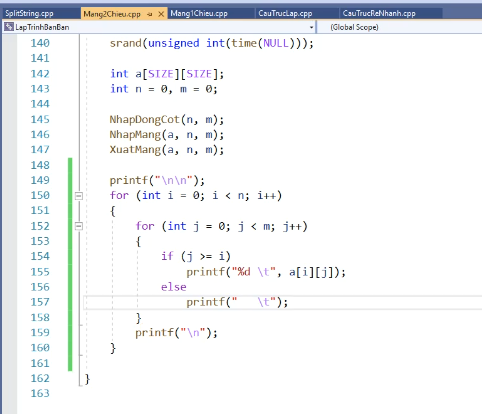 SplitString.cpp Mang2Chieu.cpp Mang1Chieu.cpp CauTrucLap.cpp CauTrucReNhanh.cpp
LapTrinhBanBan (Global Scope)
140 srand(unsigned int(time(NULL)));
141
142 int a[SIZE][SIZE];
143 int n = 0, m = 0;
144
145 NhapDongCot(n, m);
146 NhapMang(a, n, m);
147 XuatMang(a, n, m);
148
149 printf("\n\n");
150 for (int i = 0; i < n; i++)
151 {
152 for (int j = 0; j < m; j++)
153 {
154 if (j >= i)
155 printf("%d \t", a[i][j]);
156 else
157 printf("   \t");
158 }
159 printf("\n");
160 }
161
162 }
163